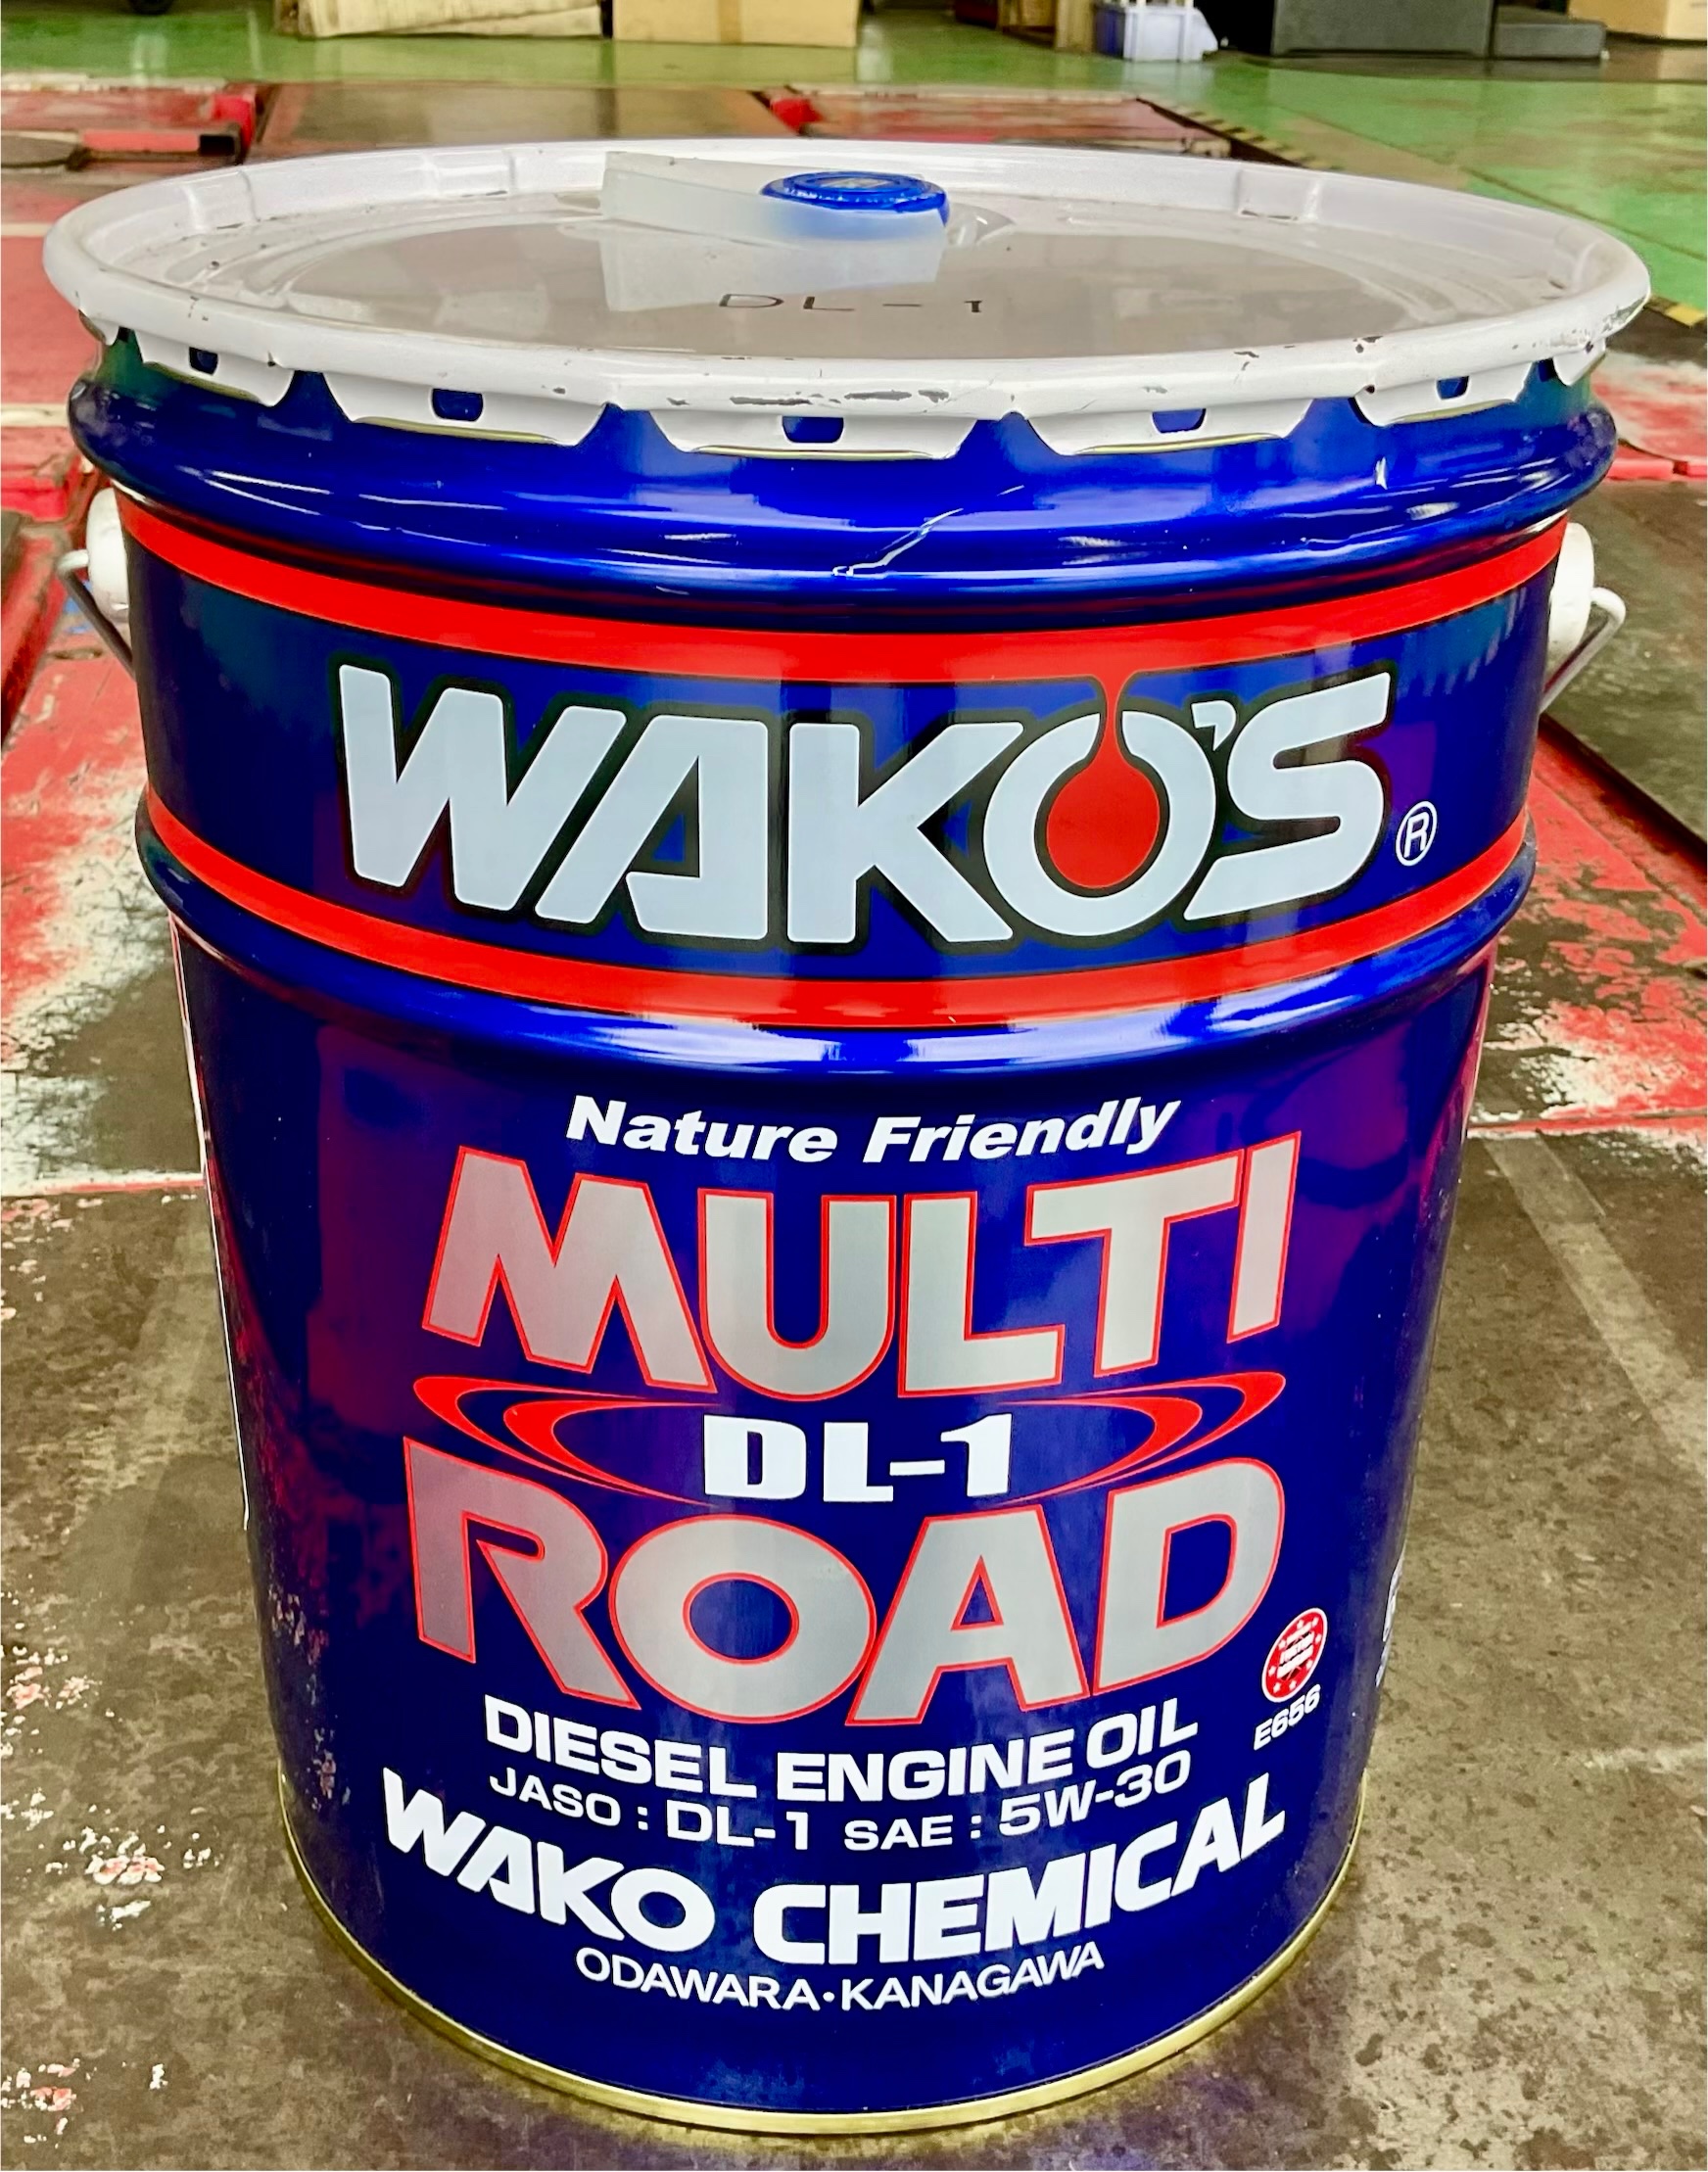 DL-1
WAKO'S®
Nature Friendly
MULTI
DL-1
ROAD
E656
DIESEL ENGINE OIL
JASO : DL-1 SAE : 5W-30
WAKO CHEMICAL
ODAWARA・KANAGAWA